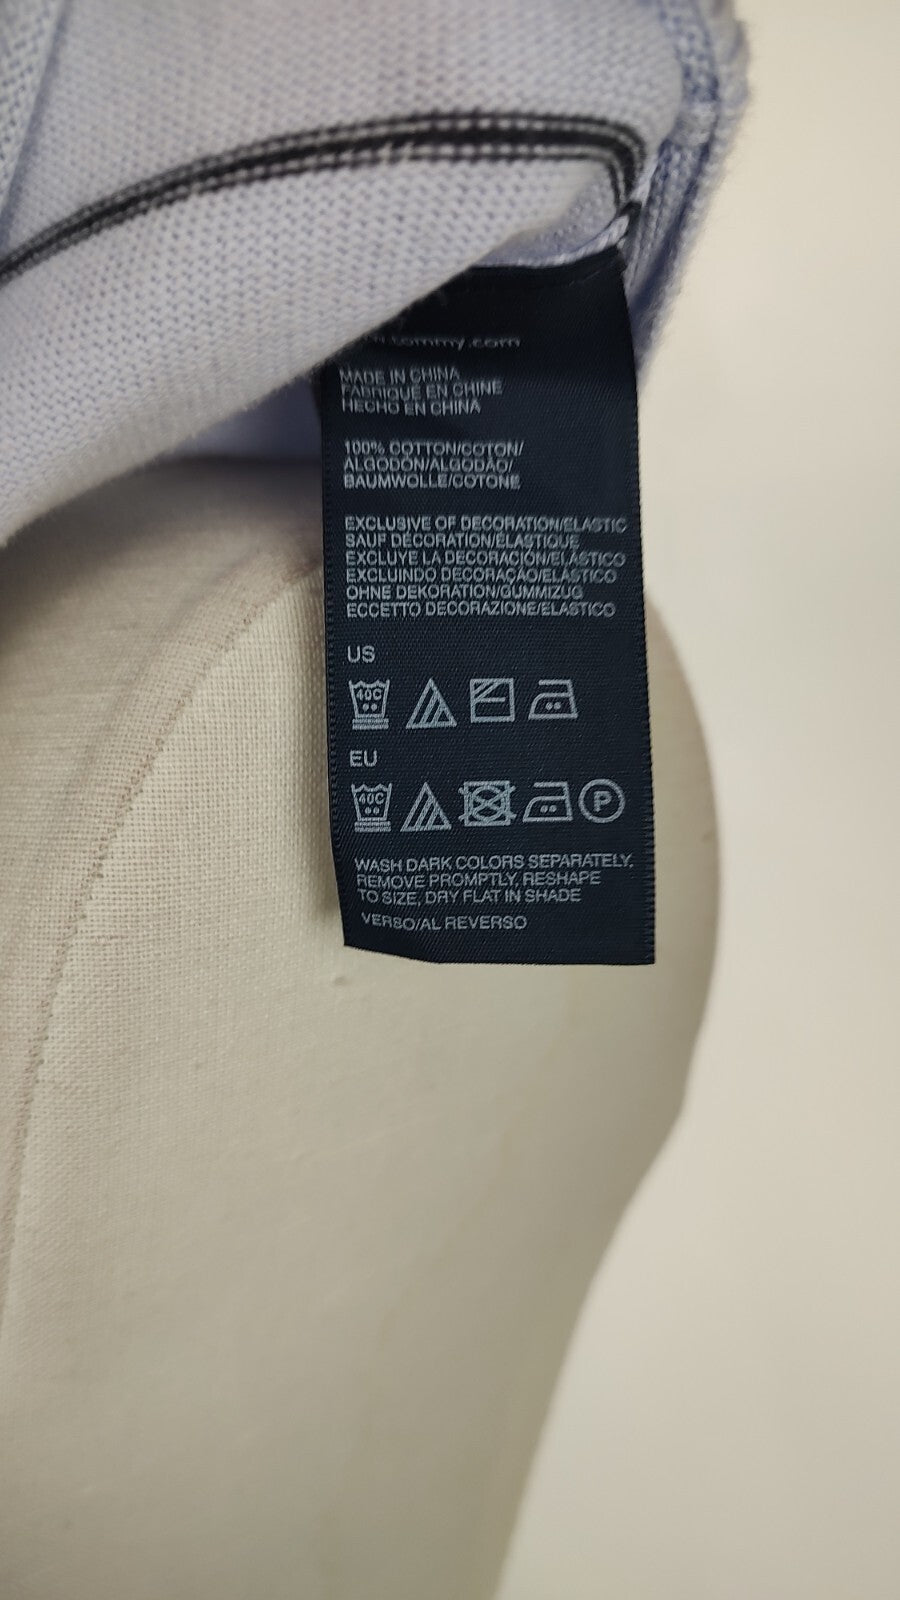 www.tommy.com
MADE IN CHINA
FABRIQUÉ EN CHINE
HECHO EN CHINA
100% COTTON/COTON/
ALGODÓN/ALGODÃO/
BAUMWOLLE/COTONE
EXCLUSIVE OF DECORATION/ELASTIC
SAUF DÉCORATION/ÉLASTIQUE
EXCLUYE LA DECORACIÓN/ELÁSTICO
EXCLUINDO DECORAÇÃO/ELÁSTICO
OHNE DEKORATION/GUMMIZUG
ECCETTO DECORAZIONE/ELASTICO
US
40C
EU
40C P
WASH DARK COLORS SEPARATELY,
REMOVE PROMPTLY, RESHAPE
TO SIZE, DRY FLAT IN SHADE
VERSO/AL REVERSO